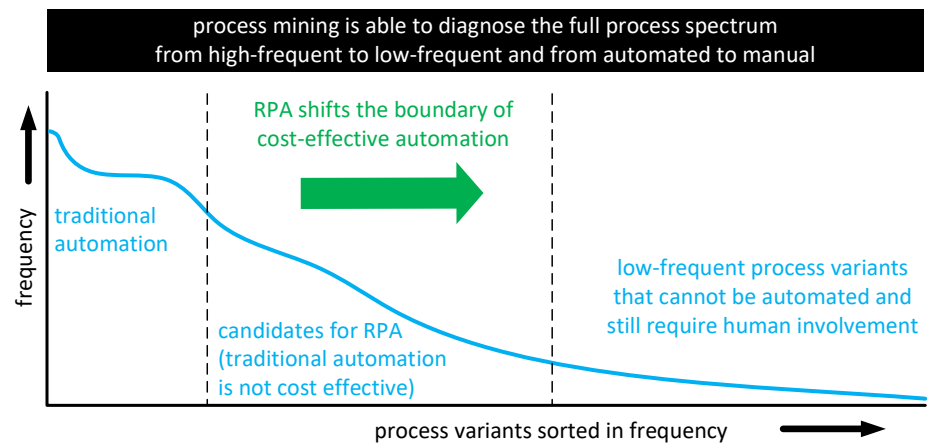 process mining is able to diagnose the full process spectrum
from high-frequent to low-frequent and from automated to manual
RPA shifts the boundary of
cost-effective automation
frequency
traditional
automation
low-frequent process variants
that cannot be automated and
still require human involvement
candidates for RPA
(traditional automation
is not cost effective)
process variants sorted in frequency